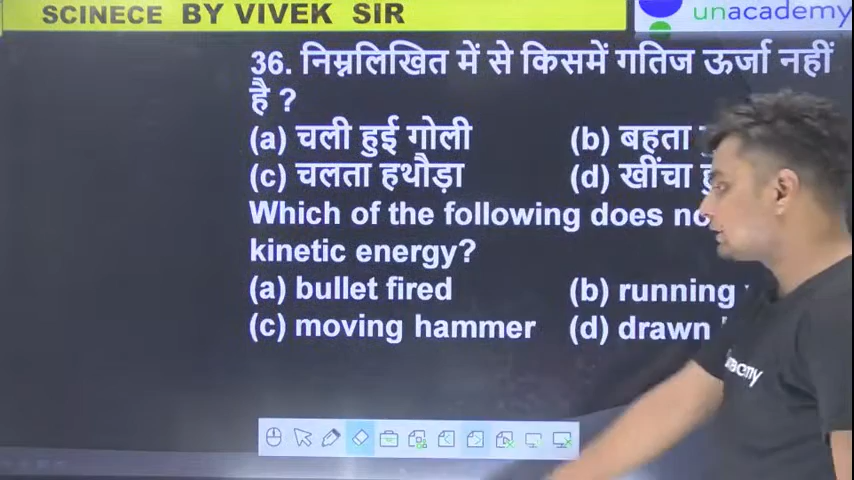 SCINECE BY VIVEK SIR
unacademy
36. निम्नलिखित में से किसमें गतिज ऊर्जा नहीं
है ?
(a) चली हुई गोली (b) बहता
(c) चलता हथौड़ा (d) खींचा
Which of the following does
kinetic energy?
(a) bullet fired (b) running
(c) moving hammer (d) drawn